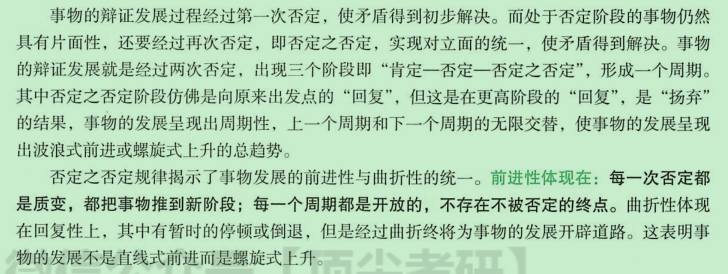 事物的辩证发展过程经过第一次否定，使矛盾得到初步解决。而处于否定阶段的事物仍然
具有片面性，还要经过再次否定，即否定之否定，实现对立面的统一，使矛盾得到解决。事物
的辩证发展就是经过两次否定，出现三个阶段即“肯定—否定—否定之否定”，形成一个周期。
其中否定之否定阶段仿佛是向原来出发点的“回复”，但这是在更高阶段的“回复”，是“扬弃”
的结果，事物的发展呈现出周期性，上一个周期和下一个周期的无限交替，使事物的发展呈现
出波浪式前进或螺旋式上升的总趋势。
否定之否定规律揭示了事物发展的前进性与曲折性的统一。前进性体现在：每一次否定都
是质变，都把事物推到新阶段；每一个周期都是开放的，不存在不被否定的终点。曲折性体现
在回复性上，其中有暂时的停顿或倒退，但是经过曲折终将为事物的发展开辟道路。这表明事
物的发展不是直线式前进而是螺旋式上升。